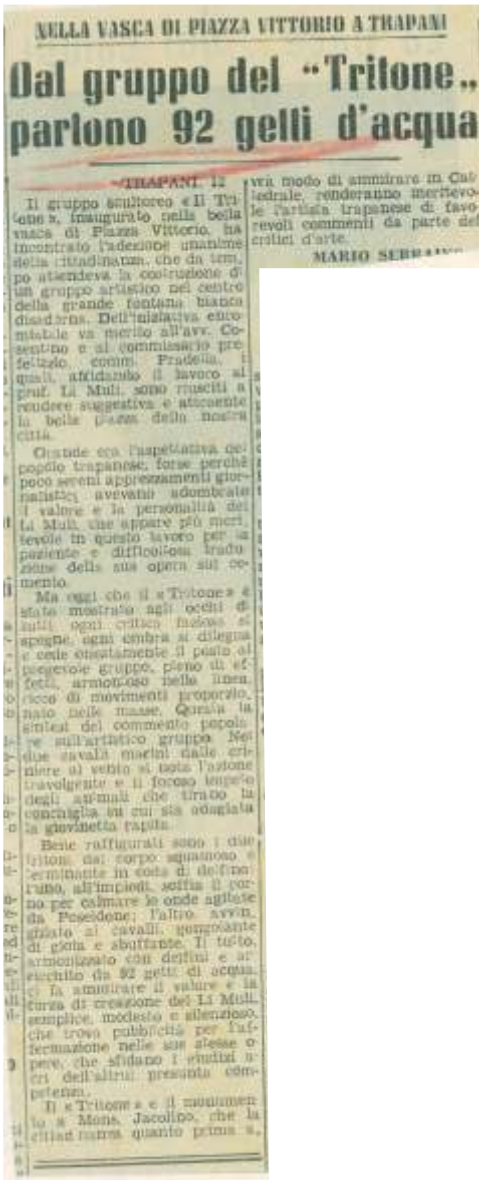 NELLA VASCA DI PIAZZA VITTORIO A TRAPANI
Dal gruppo del "Tritone„
partono 92 getti d'acqua
TRAPANI, 12
Il gruppo scultoreo «Il Tri-
tone», inaugurato nella bella
vasca di Piazza Vittorio, ha
incontrato l'adesione unanime
della cittadinanza, che da tem-
po attendeva la costruzione di
un gruppo artistico nel centro
della grande fontana bianca
disadorna. Dell'iniziativa enco-
miabile va merito all'avv. Co-
sentino e al commissario pre-
fettizio comm. Pradella, i
quali, affidando il lavoro al
prof. Li Muli, sono riusciti a
rendere suggestiva e attraente
la bella piazza della nostra
città.
Grande era l'aspettativa del
popolo trapanese, forse perchè
poco sereni apprezzamenti gior-
nalistici avevano adombrato
il valore e la personalità del
Li Muli, che appare più meri-
tevole in questo lavoro per la
paziente e difficoltosa tradu-
zione della sua opera sul ce-
mento.
Ma oggi che il «Tritone» è
stato mostrato agli occhi di
tutti, ogni critica faziosa si
spegne, ogni ombra si dilegua
e cede onestamente il posto al
pregevole gruppo, pieno di ef-
fetti, armonioso nelle linee,
ricco di movimenti proporzio-
nato nelle masse. Questa la
sintesi del commento popola-
re sull'artistico gruppo. Nei
due cavalli marini dalle cri-
niere al vento si nota l'azione
travolgente e il focoso impeto
degli animali che tirano la
conchiglia su cui sta adagiata
la giovinetta rapita.
Bene raffigurati sono i due
tritoni dal corpo squamoso e
terminante in coda di delfino:
l'uno, all'impiedi, soffia il cor-
no per calmare le onde agitate
da Poseidone; l'altro, avvin-
ghiato ai cavalli, gongolante
di gioia e sbuffante. Il tutto,
armonizzato con delfini e ar-
ricchito da 92 getti di acqua,
ci fa ammirare il valore e la
forza di creazione del Li Muli,
semplice, modesto e silenzioso,
che trova pubblicità per l'af-
fermazione nelle sue stesse o-
pere, che sfidano i giudizi a-
cri dell'altrui presunta com-
petenza.
Il «Tritone» e il monumen-
to a Mons. Jacolino, che la
cittadinanza quanto prima a-
vrà modo di ammirare in Cat-
tedrale, renderanno meritevo-
le l'artista trapanese di favo-
revoli commenti da parte dei
critici d'arte.
MARIO SERRAINO